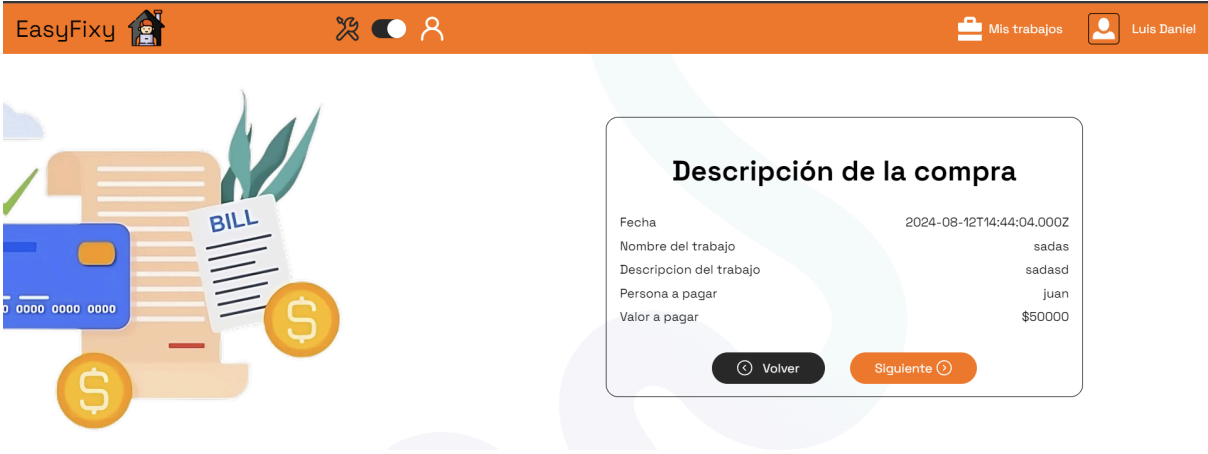 EasyFixy
Mis trabajos
Luis Daniel
BILL
0 0000 0000 0000
$
$
Descripción de la compra
Fecha 2024-08-12T14:44:04.000Z
Nombre del trabajo sadas
Descripcion del trabajo sadasd
Persona a pagar juan
Valor a pagar $50000
Volver
Siguiente